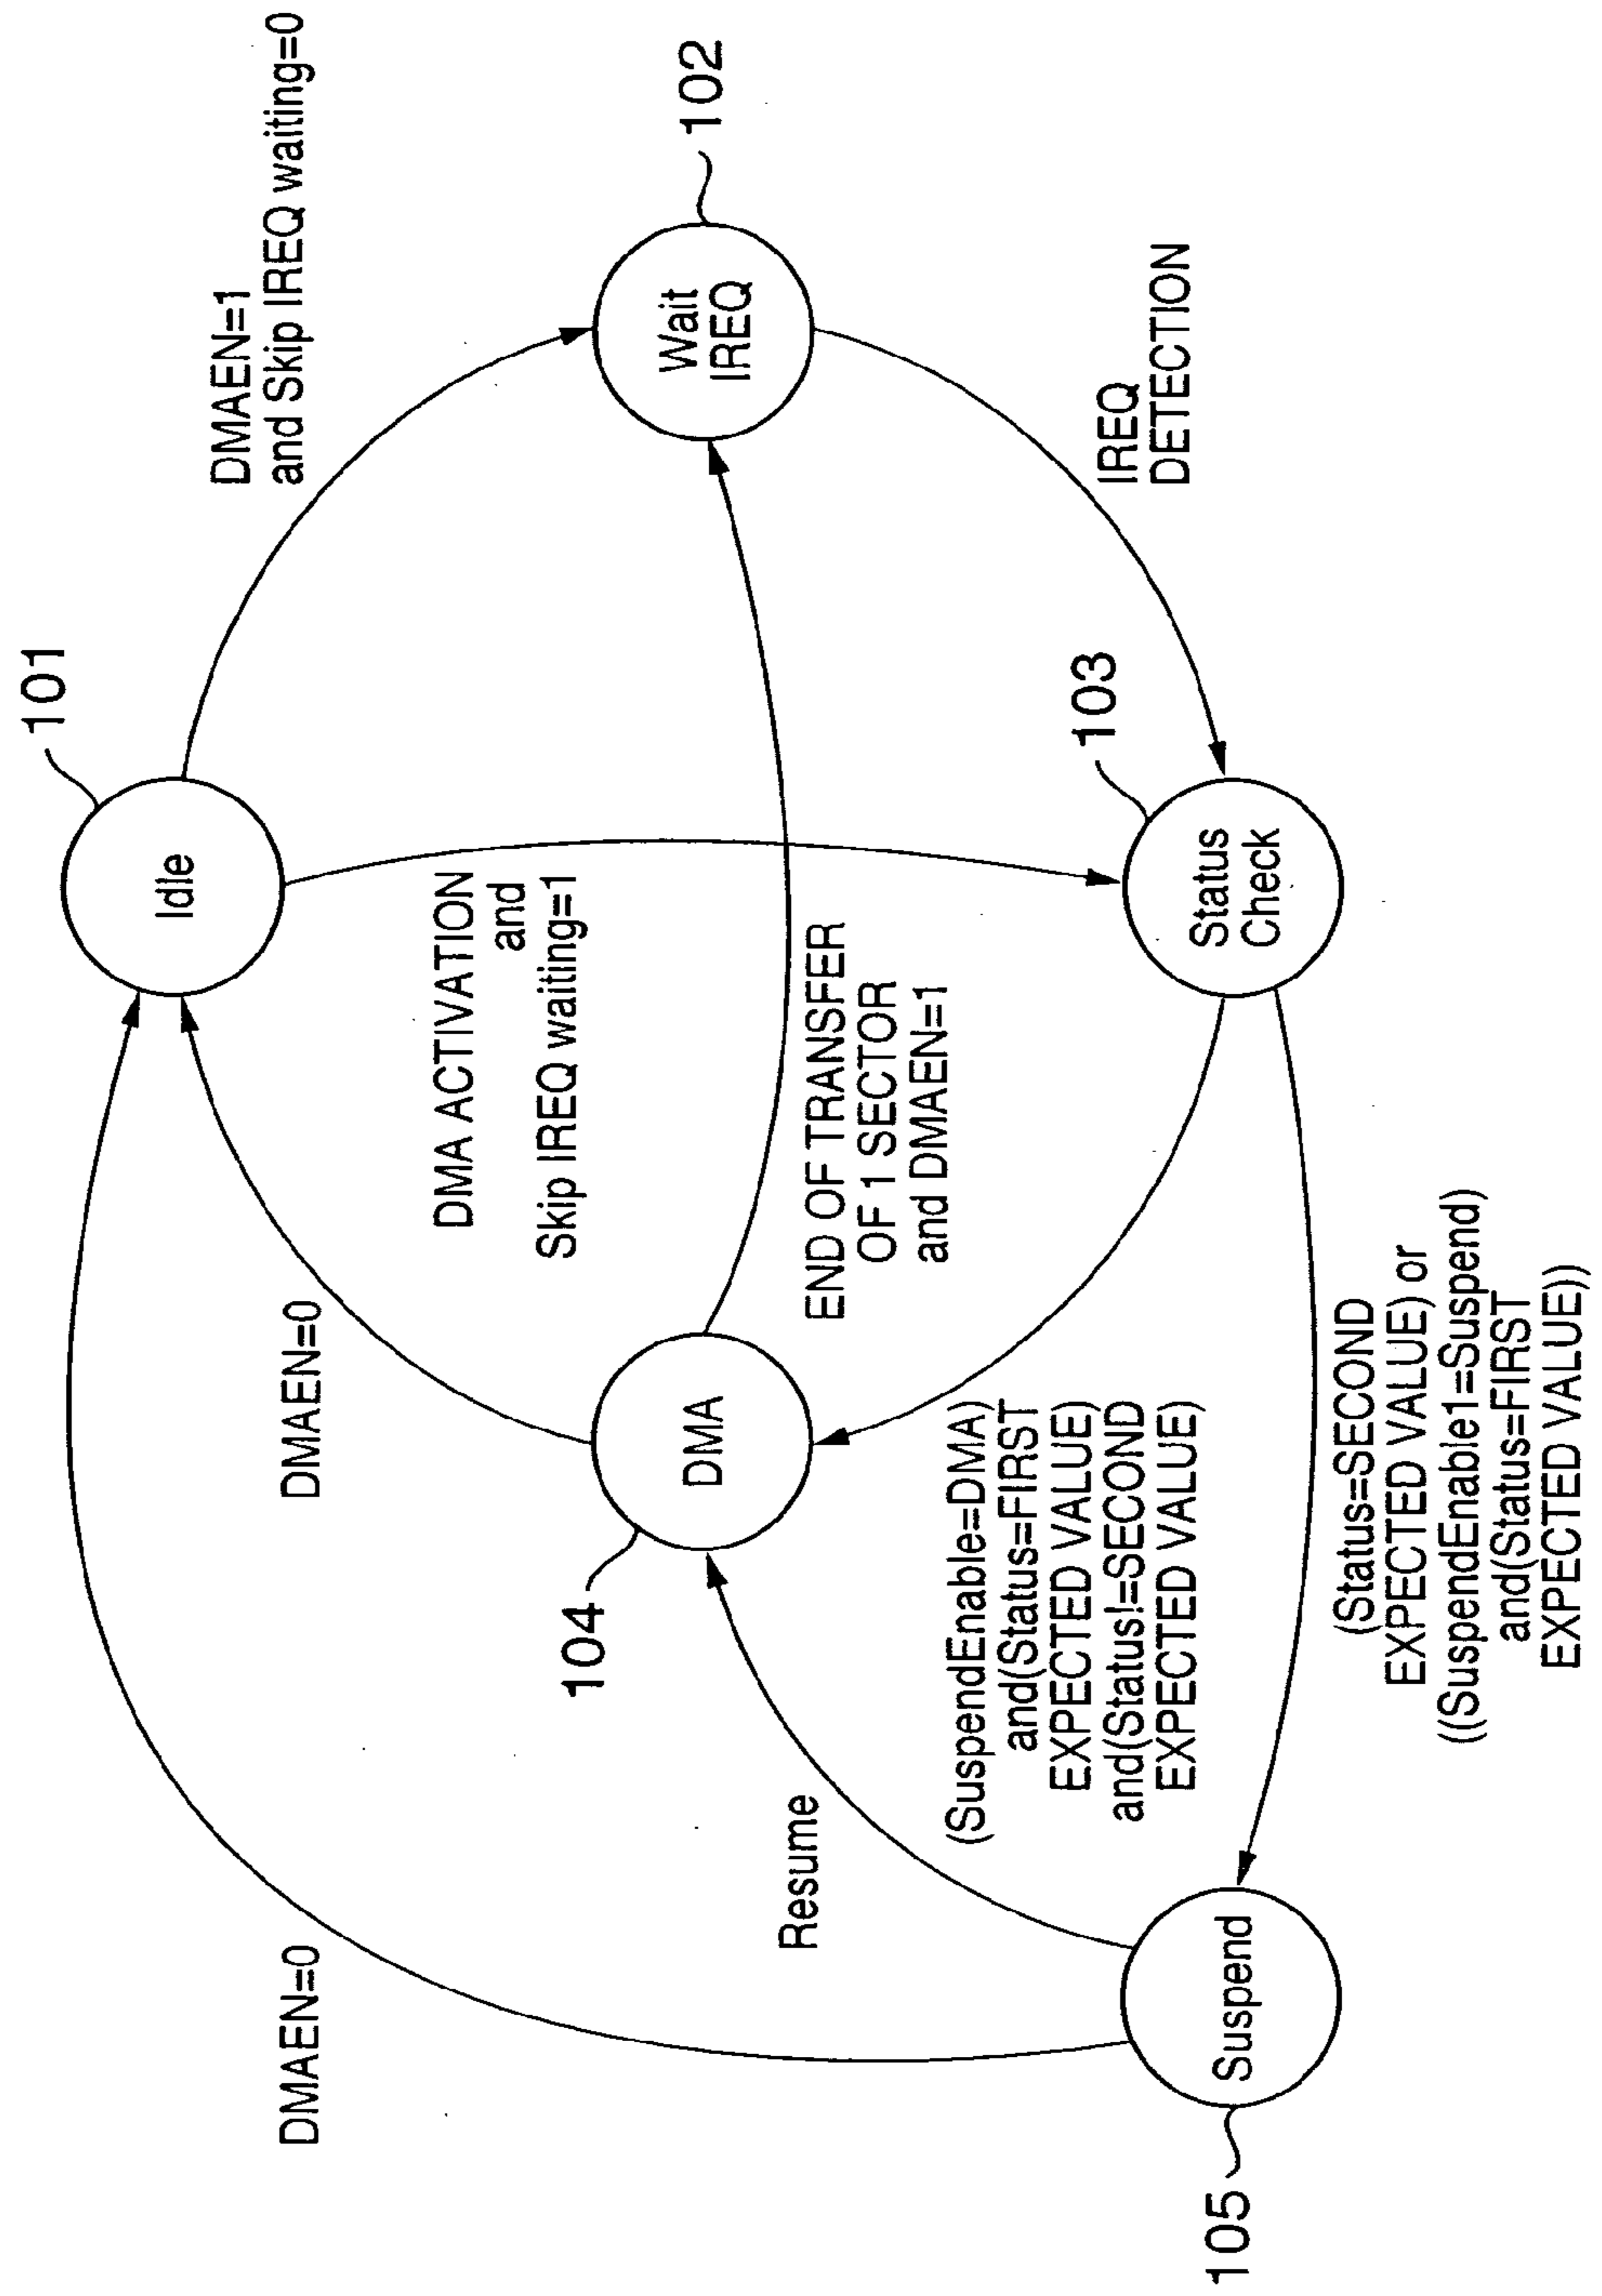 101
Idle
DMAEN=1
and Skip IREQ waiting=0
102
Wait
IREQ
IREQ
DETECTION
103
Status
Check
DMA ACTIVATION
and
Skip IREQ waiting=1
END OF TRANSFER
OF 1 SECTOR
and DMAEN=1
DMAEN=0
104
DMA
(SuspendEnable=DMA)
and(Status=FIRST
EXPECTED VALUE)
and(Status!=SECOND
EXPECTED VALUE)
(Status=SECOND
EXPECTED VALUE) or
((SuspendEnable1=Suspend)
and(Status=FIRST
EXPECTED VALUE))
Resume
DMAEN=0
Suspend
105